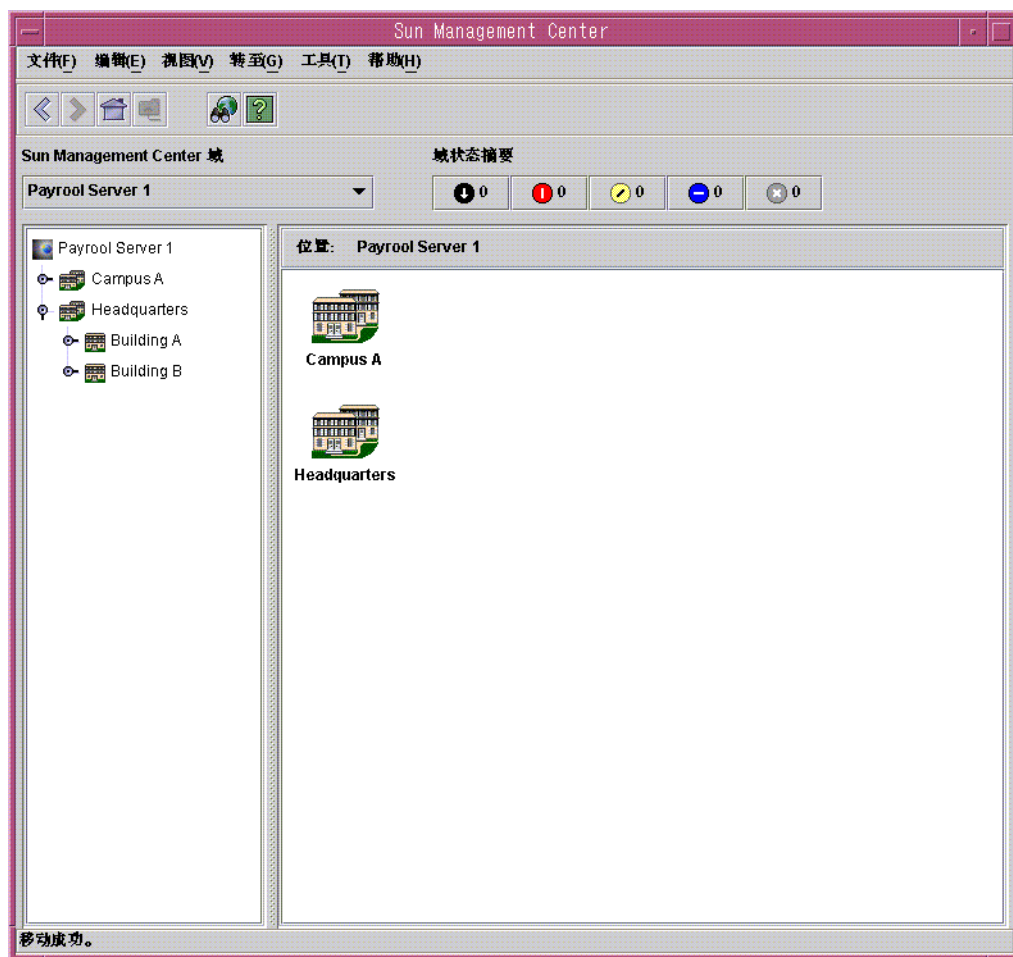 Sun Management Center
文件(F) 编辑(E) 视图(V) 转至(G) 工具(T) 帮助(H)
Sun Management Center 域
域状态摘要
Payrool Server 1
0 0 0 0 0
Payrool Server 1
Campus A
Headquarters
Building A
Building B
位置: Payrool Server 1
Campus A
Headquarters
移动成功。